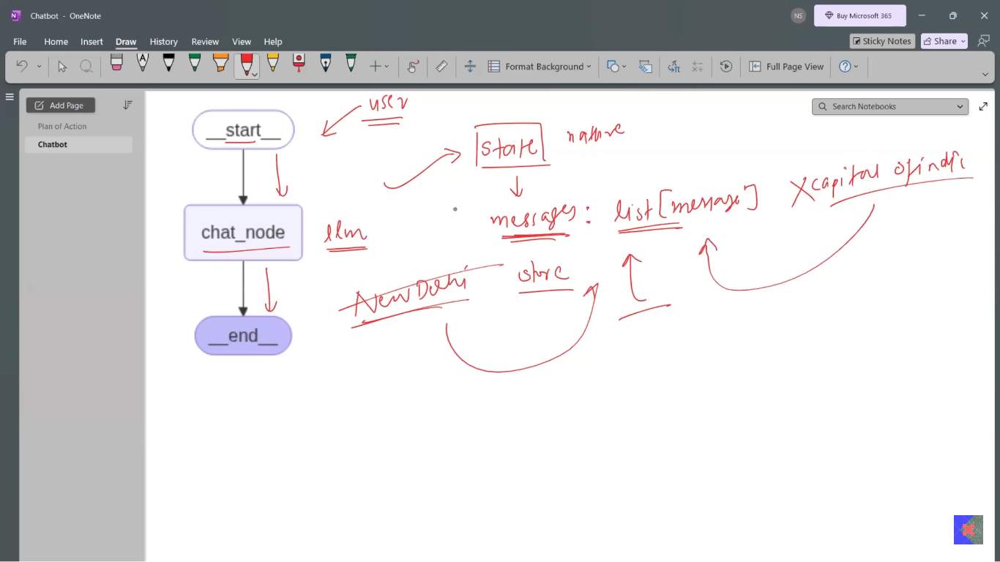 Chatbot - OneNote
NS
Buy Microsoft 365
File Home Insert Draw History Review View Help
Sticky Notes
Share
Format Background
Full Page View
Add Page
Search Notebooks
Plan of Action
Chatbot
__start__
user
state
chat_node
llm
messages: list[message]
X capital of india
New Delhi
store
__end__